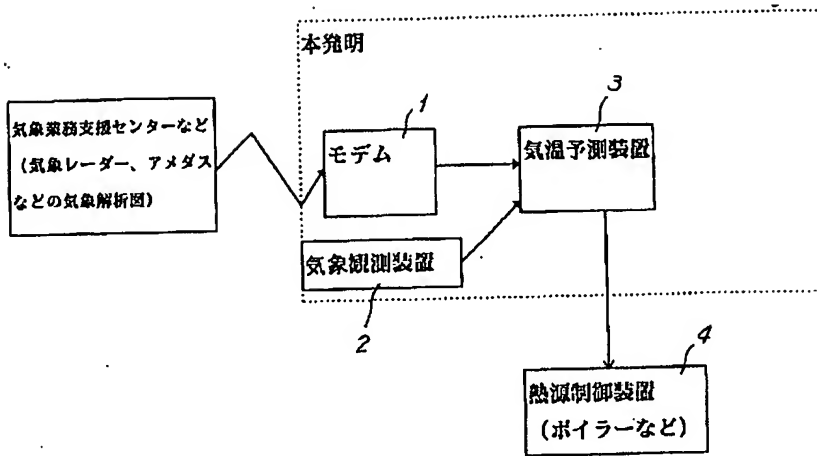 本発明
気象業務支援センターなど
（気象レーダー、アメダス
などの気象解析図）
1
モデム
3
気温予測装置
気象観測装置
2
4
熱源制御装置
（ボイラーなど）